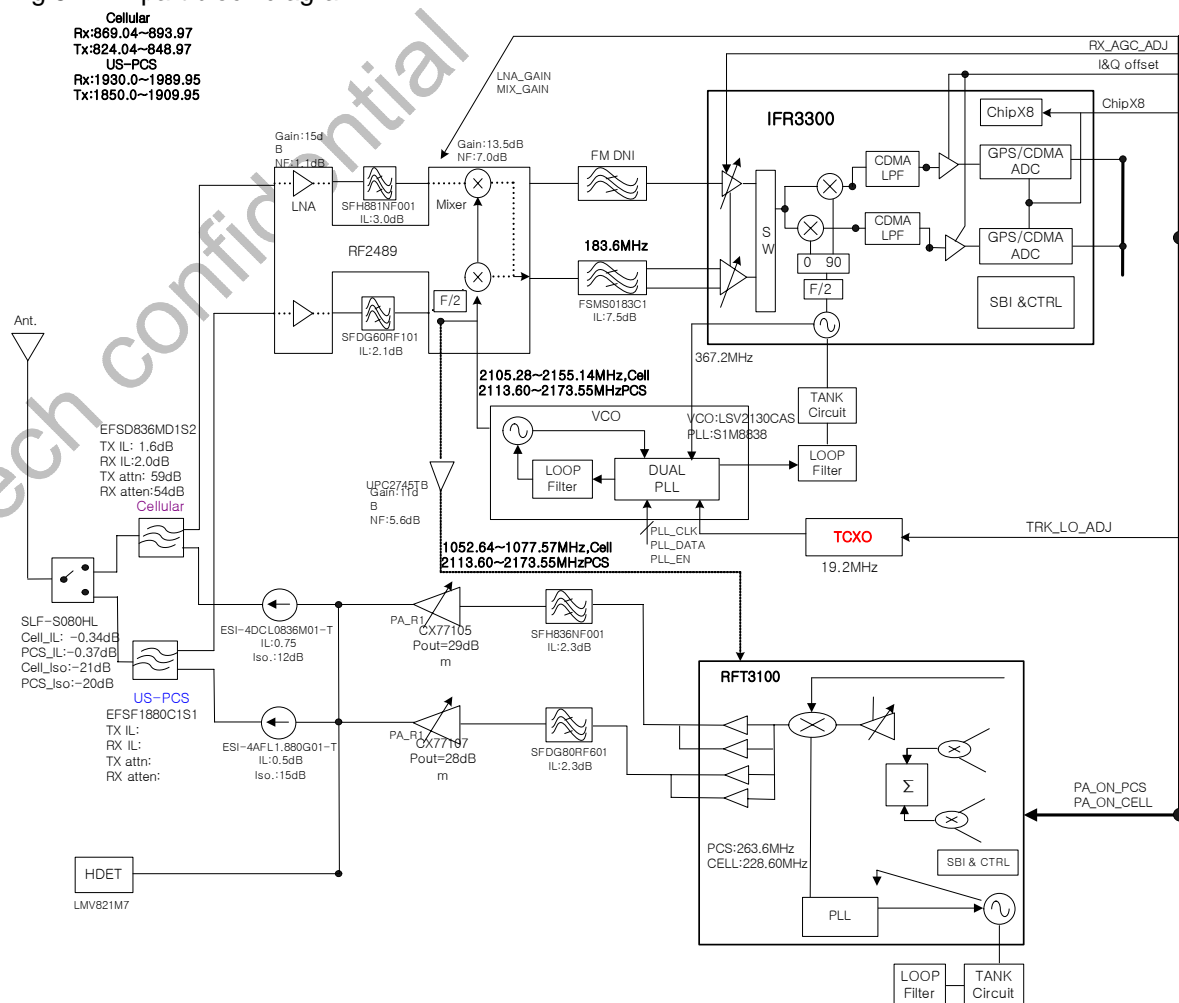 Cellular
Rx:869.04~893.97
Tx:824.04~848.97
US-PCS
Rx:1930.0~1989.95
Tx:1850.0~1909.95
RX_AGC_ADJ
I&Q offset
ChipX8
LNA_GAIN
MIX_GAIN
IFR3300
ChipX8
Gain:15d
B
NF:1.1dB
Gain:13.5dB
NF:7.0dB
FM DNI
CDMA
LPF
GPS/CDMA
ADC
LNA
SFH881NF001
IL:3.0dB
Mixer
S
W
CDMA
LPF
GPS/CDMA
ADC
RF2489
183.6MHz
0 90
F/2
F/2
FSMS0183C1
IL:7.5dB
SBI &CTRL
Ant.
SFDG60RF101
IL:2.1dB
367.2MHz
2105.28~2155.14MHz,Cell
2113.60~2173.55MHzPCS
TANK
Circuit
VCO
VCO:LSV2130CAS
PLL:S1M8838
EFSD836MD1S2
TX IL: 1.6dB
RX IL:2.0dB
TX attn: 59dB
RX atten:54dB
Cellular
LOOP
Filter
DUAL
PLL
LOOP
Filter
UPC2745TB
Gain:11d
B
NF:5.6dB
PLL_CLK
PLL_DATA
PLL_EN
TCXO
19.2MHz
TRK_LO_ADJ
1052.64~1077.57MHz,Cell
2113.60~2173.55MHzPCS
tech confidential
SLF-S080HL
Cell_IL: -0.34dB
PCS_IL:-0.37dB
Cell_Iso:-21dB
PCS_Iso:-20dB
ESI-4DCL0836M01-T
IL:0.75
Iso.:12dB
PA_R1
CX77105
Pout=29dB
m
SFH836NF001
IL:2.3dB
RFT3100
US-PCS
EFSF1880C1S1
TX IL:
RX IL:
TX attn:
RX atten:
ESI-4AFL1.880G01-T
IL:0.5dB
Iso.:15dB
PA_R1
CX77107
Pout=28dB
m
SFDG80RF601
IL:2.3dB
Σ
PA_ON_PCS
PA_ON_CELL
PCS:263.6MHz
CELL:228.60MHz
SBI & CTRL
HDET
LMV821M7
PLL
LOOP
Filter
TANK
Circuit